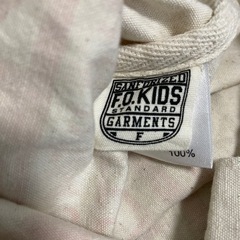 SANFORIZED
F.O.KIDS
STANDARD
GARMENTS
F
100%